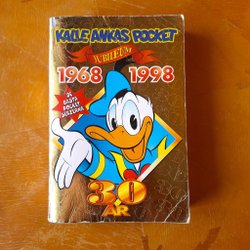 KALLE ANKAS POCKET
JUBILEUM
1968 1998
30
ÅR